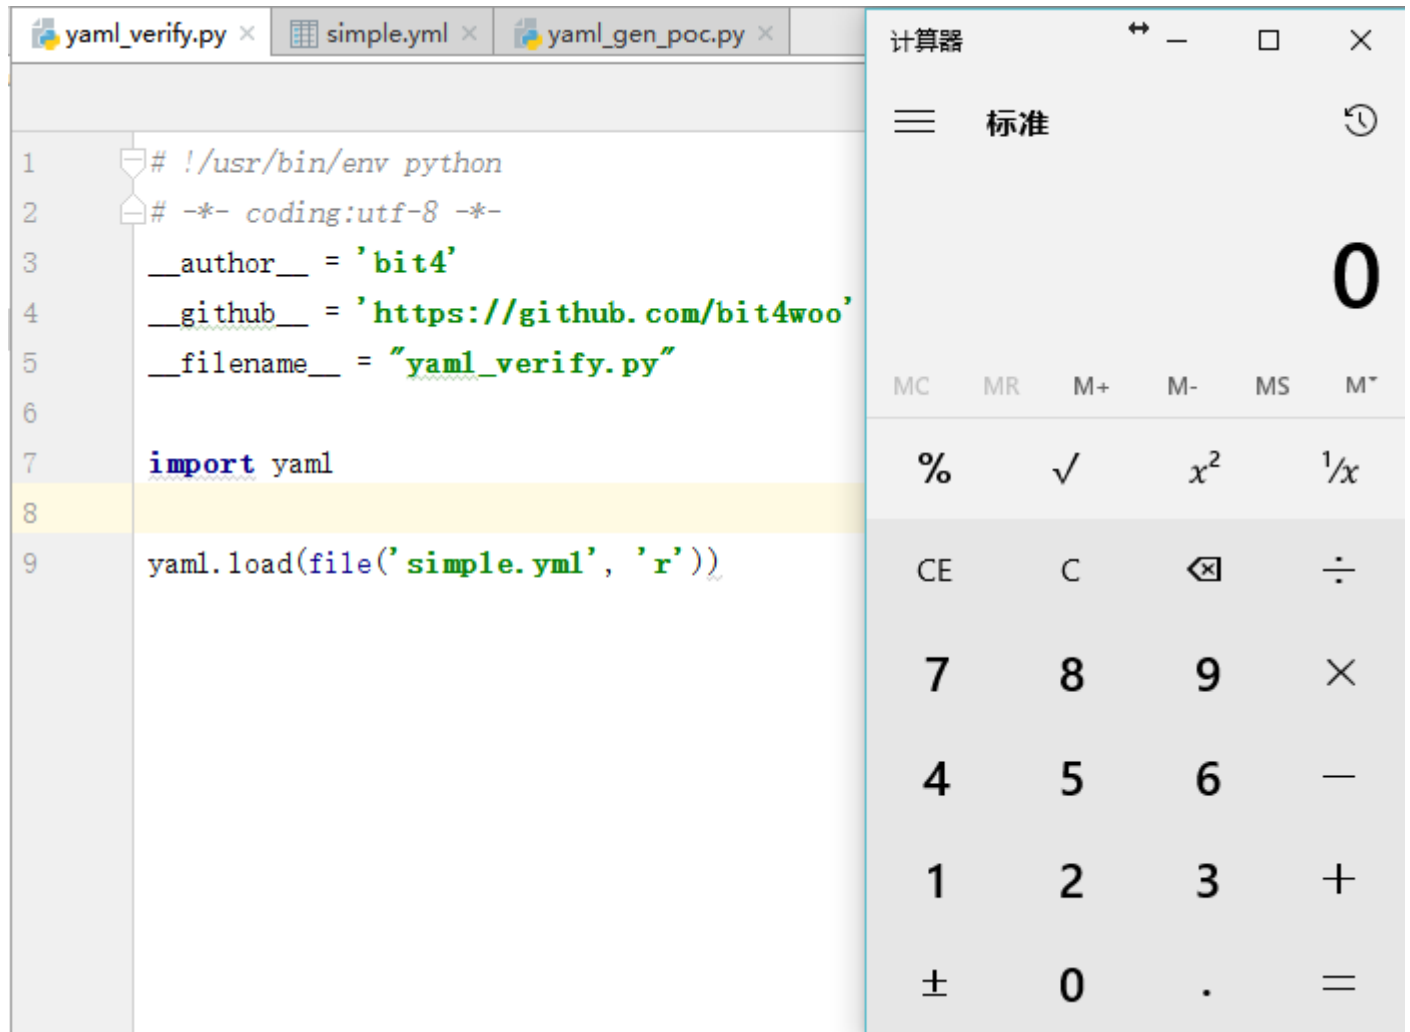 yaml_verify.py simple.yml yaml_gen_poc.py
1 # !/usr/bin/env python
2 # -*- coding:utf-8 -*-
3 __author__ = 'bit4'
4 __github__ = 'https://github.com/bit4woo'
5 __filename__ = "yaml_verify.py"
6
7 import yaml
8
9 yaml.load(file('simple.yml', 'r'))
计算器
标准
0
MC MR M+ M- MS M˅
% √ x² ¹/x
CE C ÷
7 8 9 ×
4 5 6 −
1 2 3 +
± 0 . =